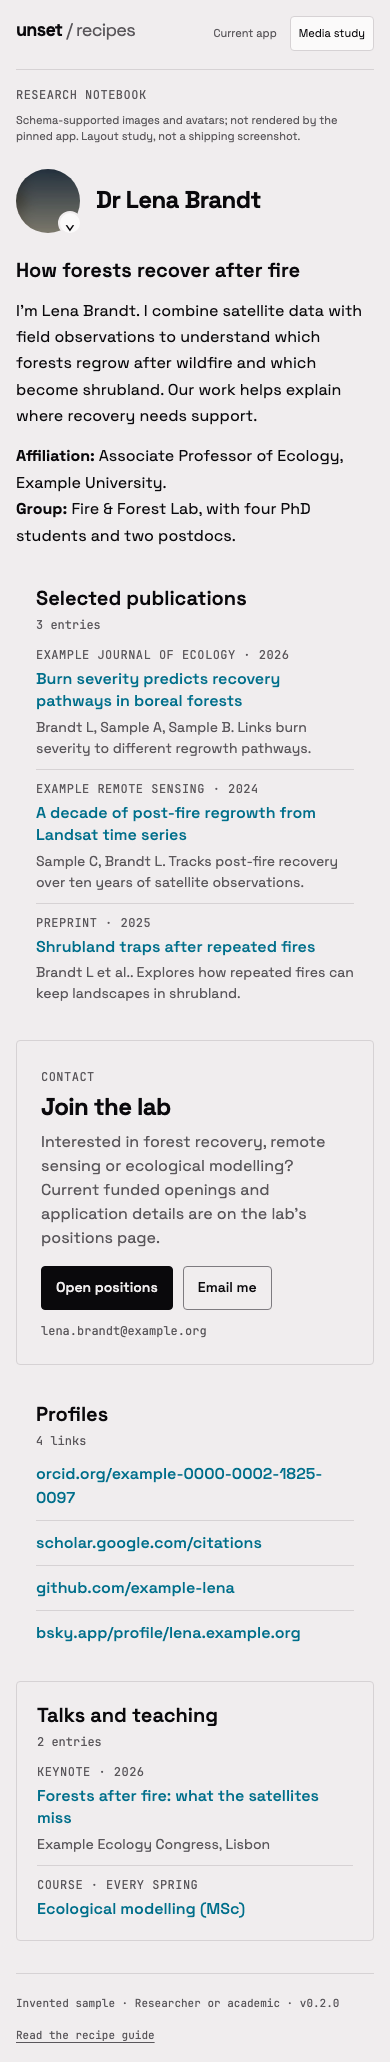 unset / recipes
Current app
Media study
RESEARCH NOTEBOOK
Schema-supported images and avatars; not rendered by the
pinned app. Layout study, not a shipping screenshot.
Dr Lena Brandt
How forests recover after fire
I'm Lena Brandt. I combine satellite data with
field observations to understand which
forests regrow after wildfire and which
become shrubland. Our work helps explain
where recovery needs support.
Affiliation: Associate Professor of Ecology,
Example University.
Group: Fire & Forest Lab, with four PhD
students and two postdocs.
Selected publications
3 entries
EXAMPLE JOURNAL OF ECOLOGY · 2026
Burn severity predicts recovery
pathways in boreal forests
Brandt L, Sample A, Sample B. Links burn
severity to different regrowth pathways.
EXAMPLE REMOTE SENSING · 2024
A decade of post-fire regrowth from
Landsat time series
Sample C, Brandt L. Tracks post-fire recovery
over ten years of satellite observations.
PREPRINT · 2025
Shrubland traps after repeated fires
Brandt L et al.. Explores how repeated fires can
keep landscapes in shrubland.
CONTACT
Join the lab
Interested in forest recovery, remote
sensing or ecological modelling?
Current funded openings and
application details are on the lab's
positions page.
Open positions
Email me
lena.brandt@example.org
Profiles
4 links
orcid.org/example-0000-0002-1825-
0097
scholar.google.com/citations
github.com/example-lena
bsky.app/profile/lena.example.org
Talks and teaching
2 entries
KEYNOTE · 2026
Forests after fire: what the satellites
miss
Example Ecology Congress, Lisbon
COURSE · EVERY SPRING
Ecological modelling (MSc)
Invented sample · Researcher or academic · v0.2.0
Read the recipe guide